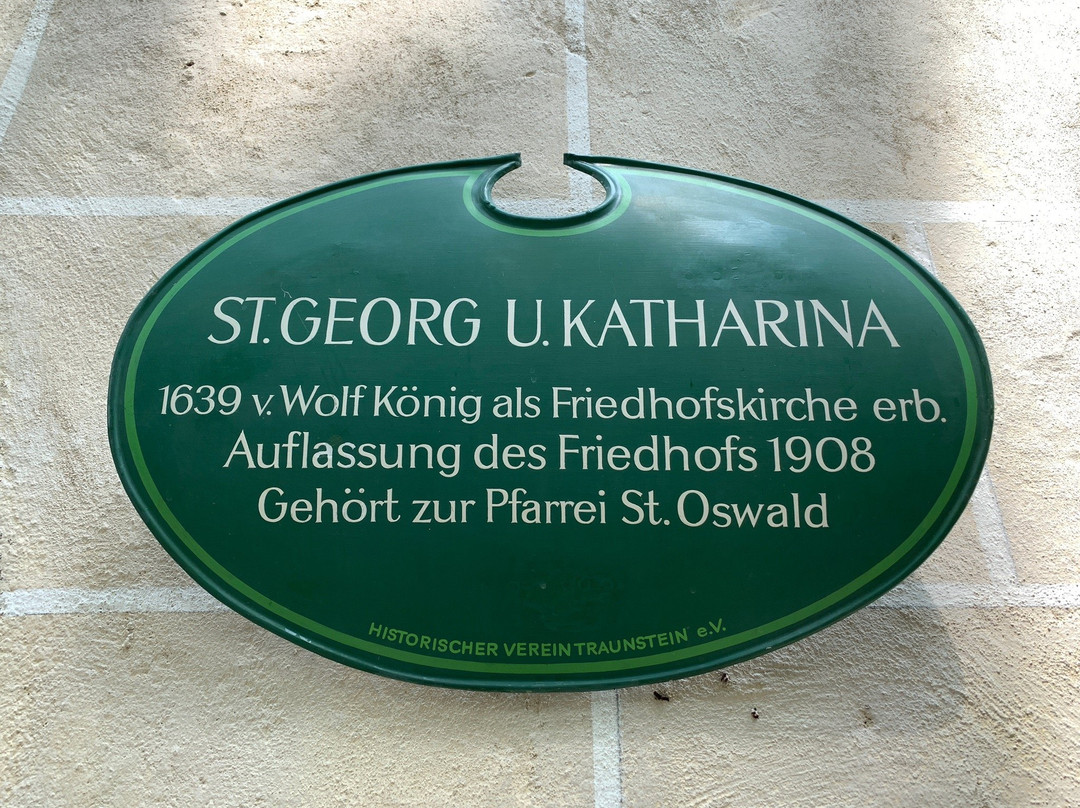 ST. GEORG U. KATHARINA
1639 v. Wolf König als Friedhofskirche erb.
Auflassung des Friedhofs 1908
Gehört zur Pfarrei St. Oswald
HISTORISCHER VEREIN TRAUNSTEIN e.V.